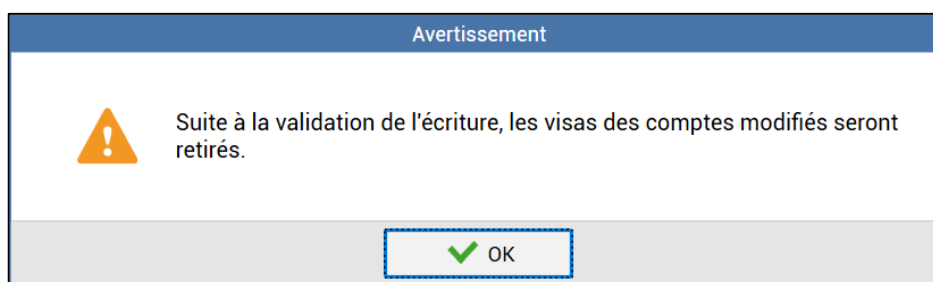 Avertissement
Suite à la validation de l'écriture, les visas des comptes modifiés seront
retirés.
OK